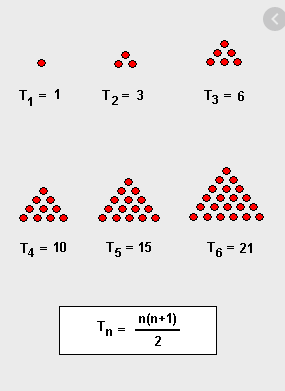 T1 = 1
T2 = 3
T3 = 6
T4 = 10
T5 = 15
T6 = 21
Tn = n(n+1)
2